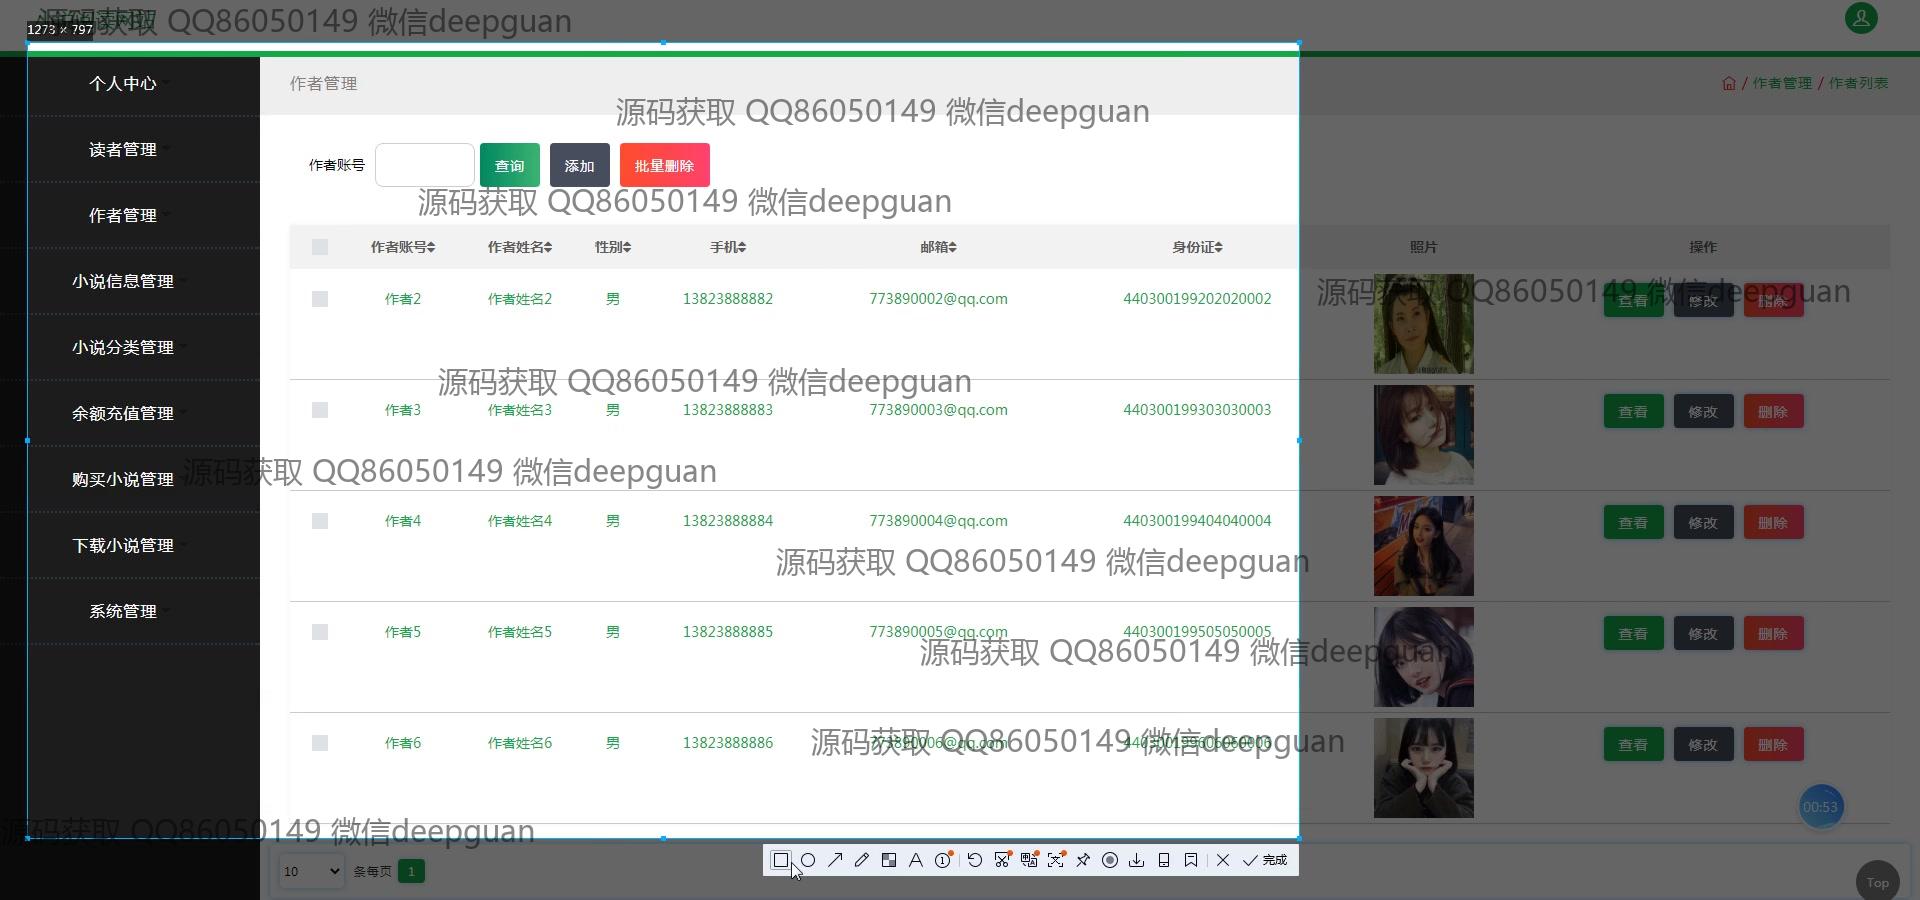 源码获取 QQ86050149 微信deepguan
1273 × 797
个人中心
作者管理
/ 作者管理 / 作者列表
源码获取 QQ86050149 微信deepguan
读者管理
作者账号
查询
添加
批量删除
源码获取 QQ86050149 微信deepguan
作者管理
作者账号 作者姓名 性别 手机 邮箱 身份证 照片 操作
小说信息管理
源码获取 QQ86050149 微信deepguan
作者2 作者姓名2 男 13823888882 773890002@qq.com 440300199202020002 查看 修改 删除
小说分类管理
源码获取 QQ86050149 微信deepguan
余额充值管理
作者3 作者姓名3 男 13823888883 773890003@qq.com 440300199303030003 查看 修改 删除
购买小说管理
源码获取 QQ86050149 微信deepguan
作者4 作者姓名4 男 13823888884 773890004@qq.com 440300199404040004 查看 修改 删除
下载小说管理
源码获取 QQ86050149 微信deepguan
系统管理
作者5 作者姓名5 男 13823888885 773890005@qq.com 440300199505050005 查看 修改 删除
源码获取 QQ86050149 微信deepguan
作者6 作者姓名6 男 13823888886 773890006@qq.com 440300199606060006 查看 修改 删除
源码获取 QQ86050149 微信deepguan
00:53
源码获取 QQ86050149 微信deepguan
完成
10 条每页 1
Top